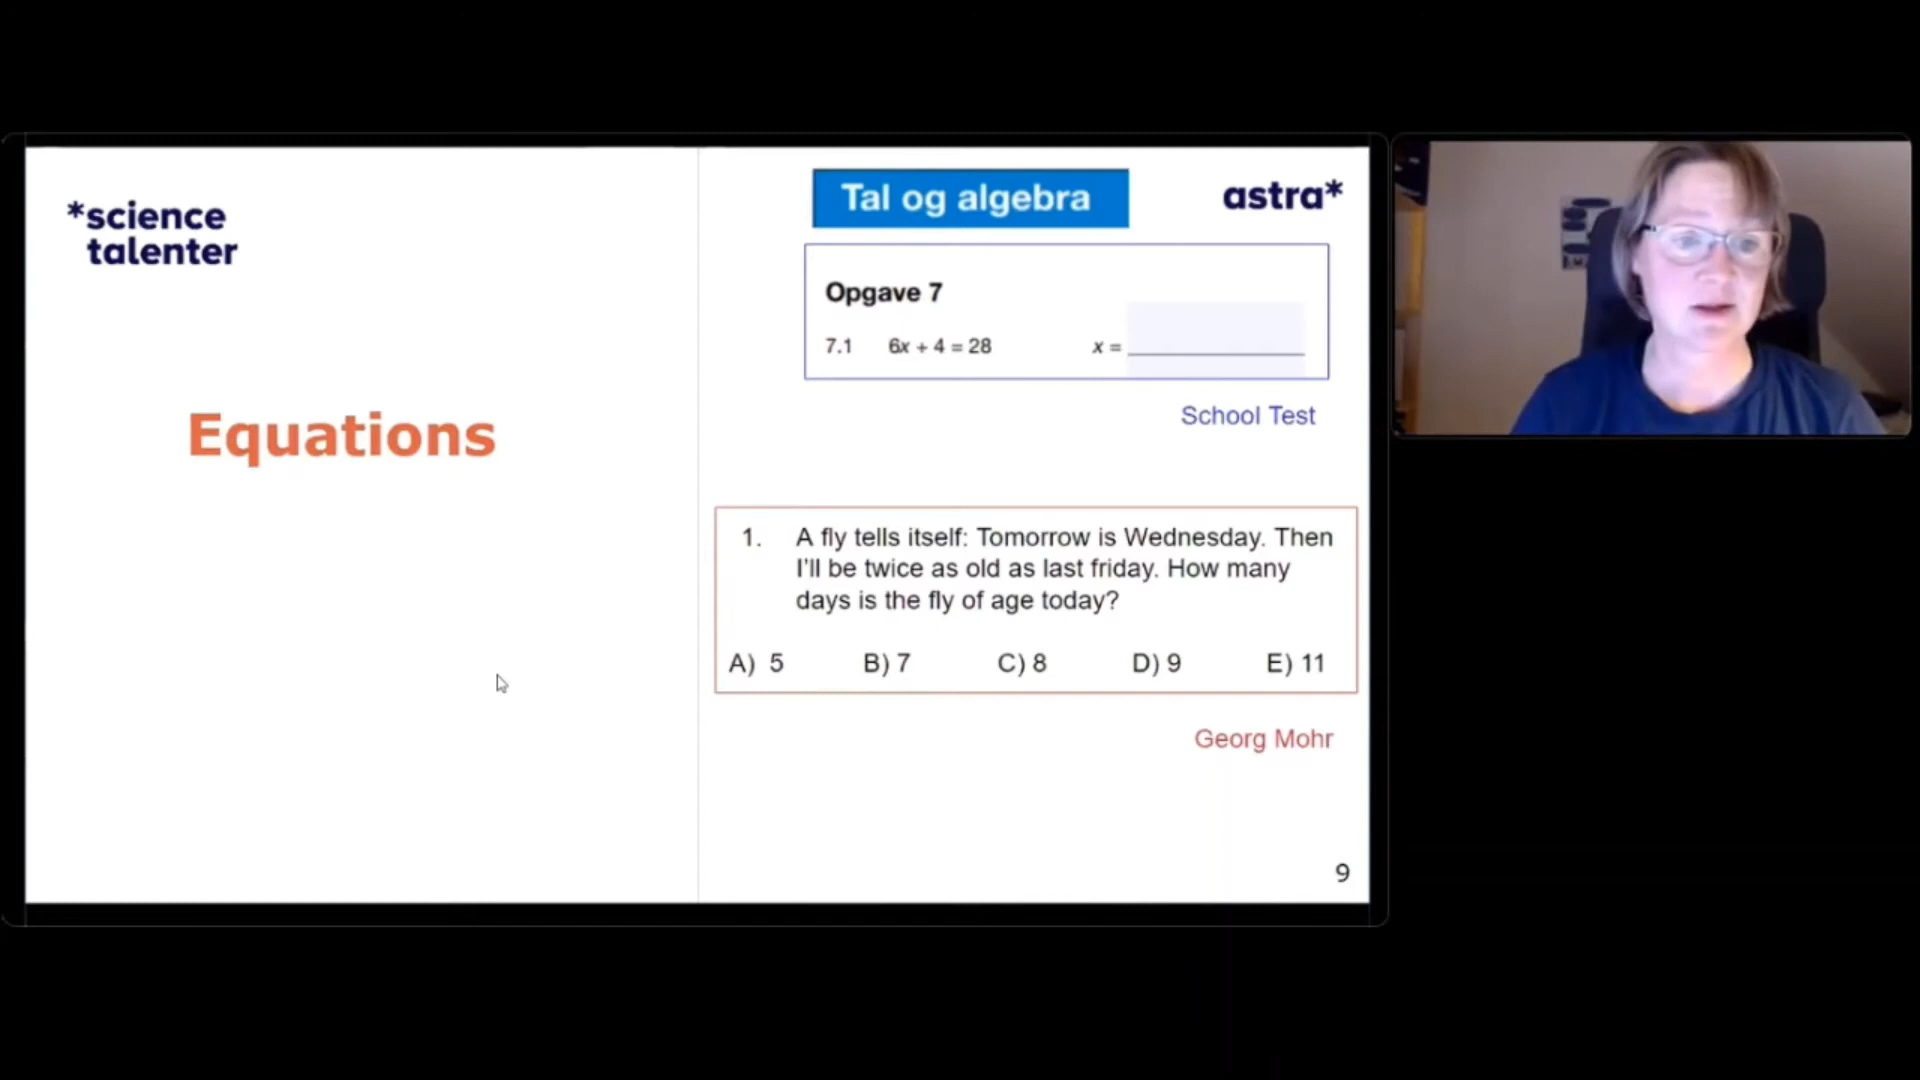 *science
talenter
Equations
Tal og algebra
astra*
Opgave 7
7.1 6x + 4 = 28 x =
School Test
1. A fly tells itself: Tomorrow is Wednesday. Then
I'll be twice as old as last friday. How many
days is the fly of age today?
A) 5 B) 7 C) 8 D) 9 E) 11
Georg Mohr
9